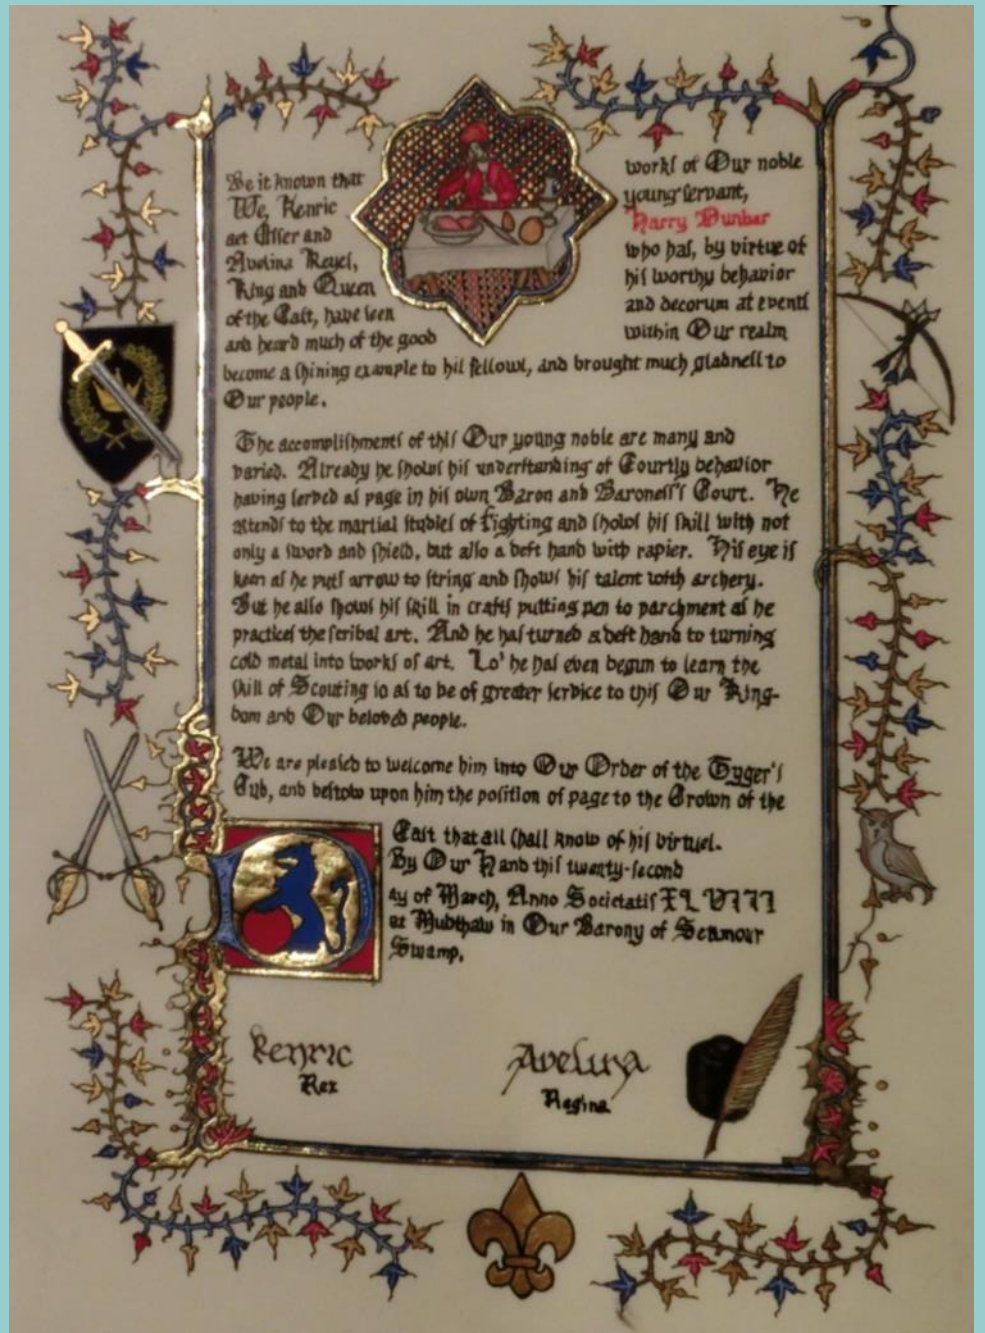 Be it known that
We, Kenric
aet Essex and
Avelina Keyes,
King and Queen
of the East, have seen
and heard much of the good
works of Our noble
young servant,
Harry Dunbar
who has, by virtue of
his worthy behavior
and decorum at events
within Our realm
become a shining example to his fellows, and brought much gladness to
Our people.
The accomplishments of this Our young noble are many and
varied. Already he shows his understanding of Courtly behavior
having served as page in his own Baron and Baroness's Court. He
attends to the martial studies of Fighting and shows his skill with not
only a sword and shield, but also a deft hand with rapier. His eye is
keen as he puts arrow to string and shows his talent with archery.
But he also shows his skill in crafts putting pen to parchment as he
practices the scribal art. And he has turned a deft hand to turning
cold metal into works of art. Lo' he has even begun to learn the
skill of Scouting so as to be of greater service to this Our King-
dom and Our beloved people.
We are pleased to welcome him into Our Order of the Tyger's
Cub, and bestow upon him the position of page to the Crown of the
East that all shall know of his virtues.
By Our Hand this twenty-second
Day of March, Anno Societatis XL VIII
at Mudthaw in Our Barony of Settmour
Swamp.
Kenric
Rex
Avelina
Regina